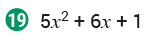 19 5x² + 6x + 1